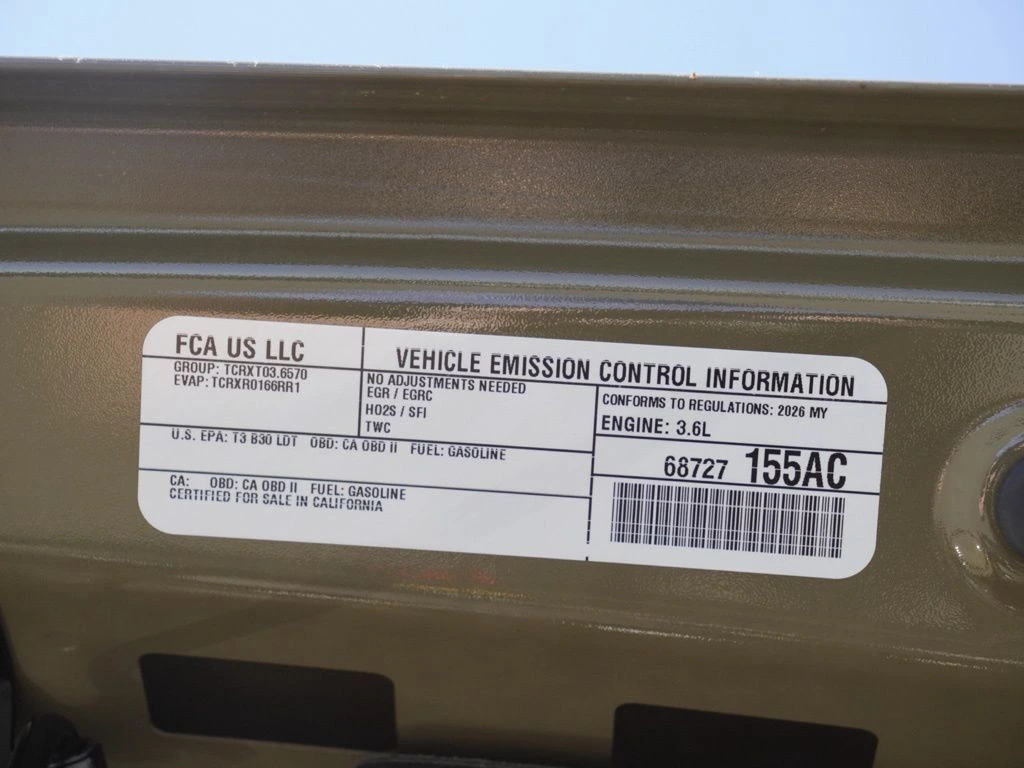 FCA US LLC
VEHICLE EMISSION CONTROL INFORMATION
GROUP: TCRXT03.6570
EVAP: TCRXR0166RR1
NO ADJUSTMENTS NEEDED
EGR / EGRC
HO2S / SFI
TWC
CONFORMS TO REGULATIONS: 2026 MY
ENGINE: 3.6L
U.S. EPA: T3 B30 LDT OBD: CA OBD II FUEL: GASOLINE
68727 155AC
CA: OBD: CA OBD II FUEL: GASOLINE
CERTIFIED FOR SALE IN CALIFORNIA